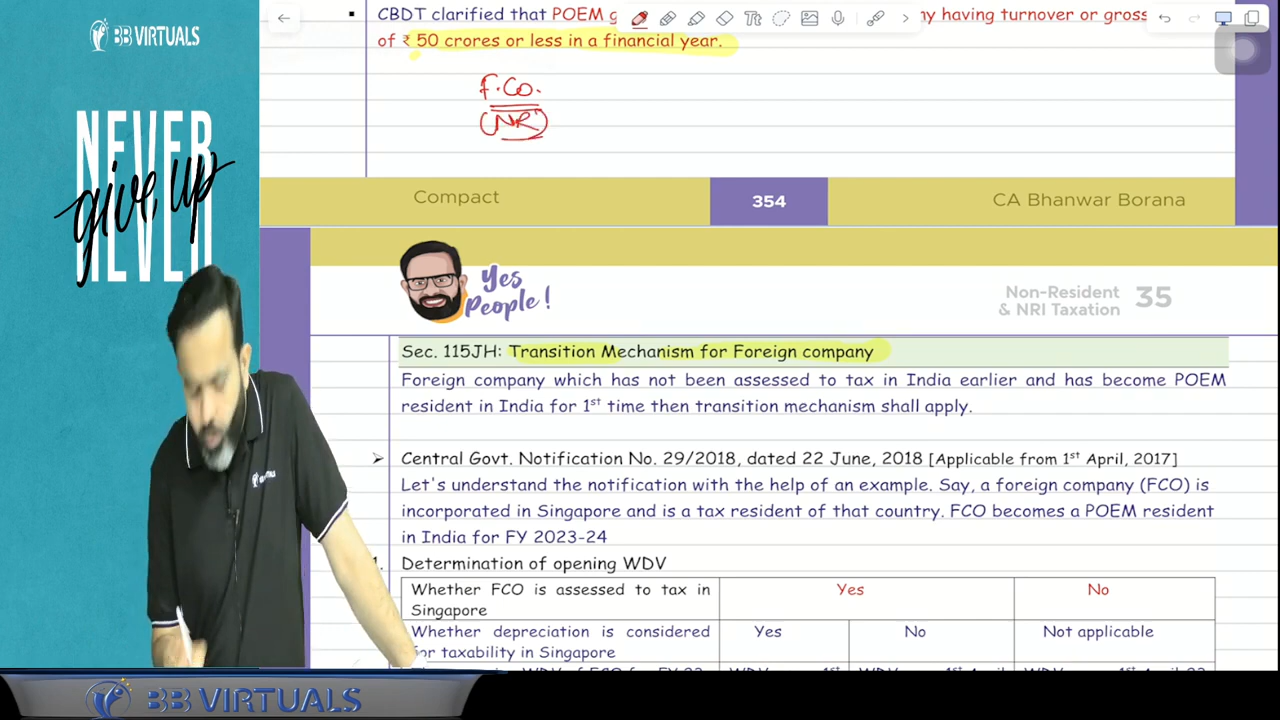 BB VIRTUALS
NEVER
give up
NEVER
▪ CBDT clarified that POEM
ny having turnover or gross
of ₹ 50 crores or less in a financial year.
F.CO.
(NR)
Compact
354
CA Bhanwar Borana
Yes
People!
Non-Resident
& NRI Taxation
35
Sec. 115JH: Transition Mechanism for Foreign company
Foreign company which has not been assessed to tax in India earlier and has become POEM
resident in India for 1st time then transition mechanism shall apply.
➢ Central Govt. Notification No. 29/2018, dated 22 June, 2018 [Applicable from 1st April, 2017]
Let's understand the notification with the help of an example. Say, a foreign company (FCO) is
incorporated in Singapore and is a tax resident of that country. FCO becomes a POEM resident
in India for FY 2023-24
Determination of opening WDV
Whether FCO is assessed to tax in
Singapore
Yes
No
Whether depreciation is considered
for taxability in Singapore
Yes
No
Not applicable
BB VIRTUALS